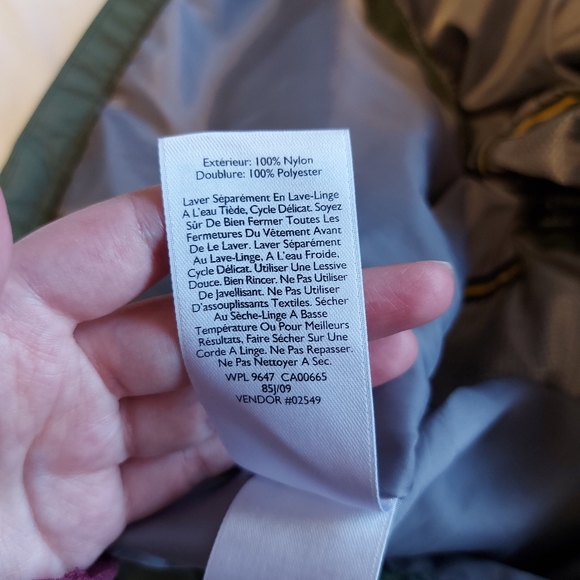 Extérieur: 100% Nylon
Doublure: 100% Polyester
Laver Séparément En Lave-Linge
A L'eau Tiède, Cycle Délicat. Soyez
Sûr De Bien Fermer Toutes Les
Fermetures Du Vêtement Avant
De Le Laver. Laver Séparément
Au Lave-Linge, A L'eau Froide,
Cycle Délicat. Utiliser Une Lessive
Douce. Bien Rincer. Ne Pas Utiliser
De Javellisant. Ne Pas Utiliser
D'assouplissants Textiles. Sécher
Au Sèche-Linge A Basse
Température Ou Pour Meilleurs
Résultats, Faire Sécher Sur Une
Corde A Linge. Ne Pas Repasser.
Ne Pas Nettoyer A Sec.
WPL 9647 CA00665
85J/09
VENDOR #02549